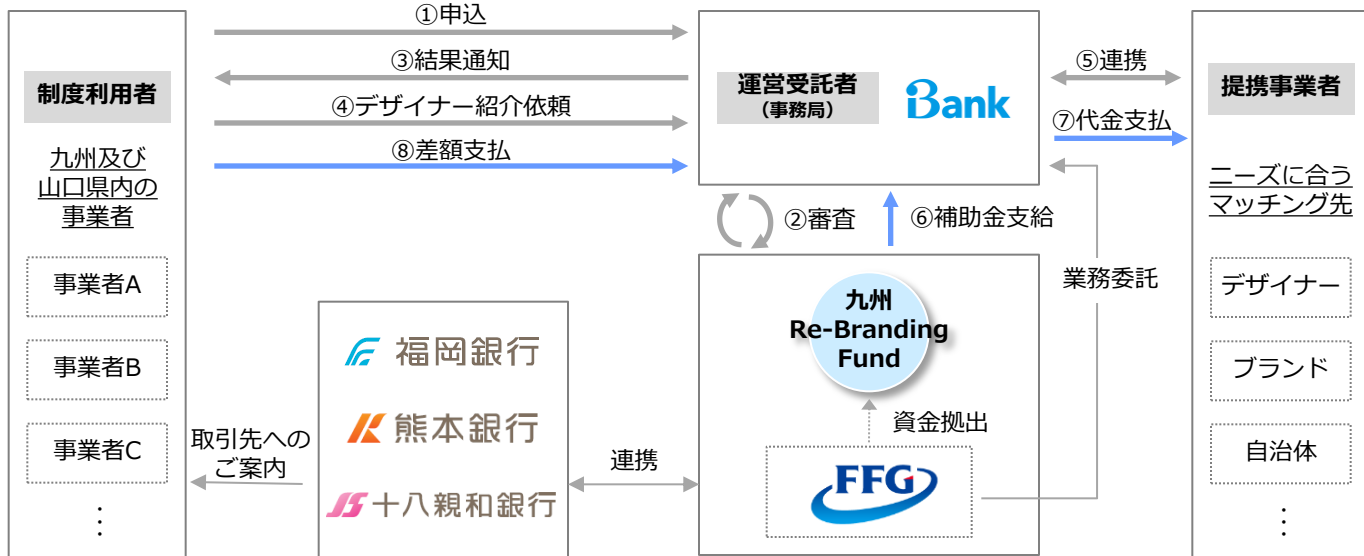 ①申込
③結果通知
④デザイナー紹介依頼
⑧差額支払
制度利用者
九州及び
山口県内の
事業者
事業者A
事業者B
事業者C
⋮
運営受託者
(事務局)
iBank
⑤連携
⑦代金支払
提携事業者
ニーズに合う
マッチング先
デザイナー
ブランド
自治体
⋮
②審査
⑥補助金支給
業務委託
九州
Re-Branding
Fund
資金拠出
FFG
連携
福岡銀行
熊本銀行
十八親和銀行
取引先への
ご案内